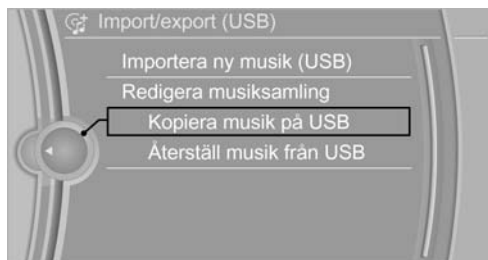 Import/export (USB)
Importera ny musik (USB)
Redigera musiksamling
Kopiera musik på USB
Återställ musik från USB